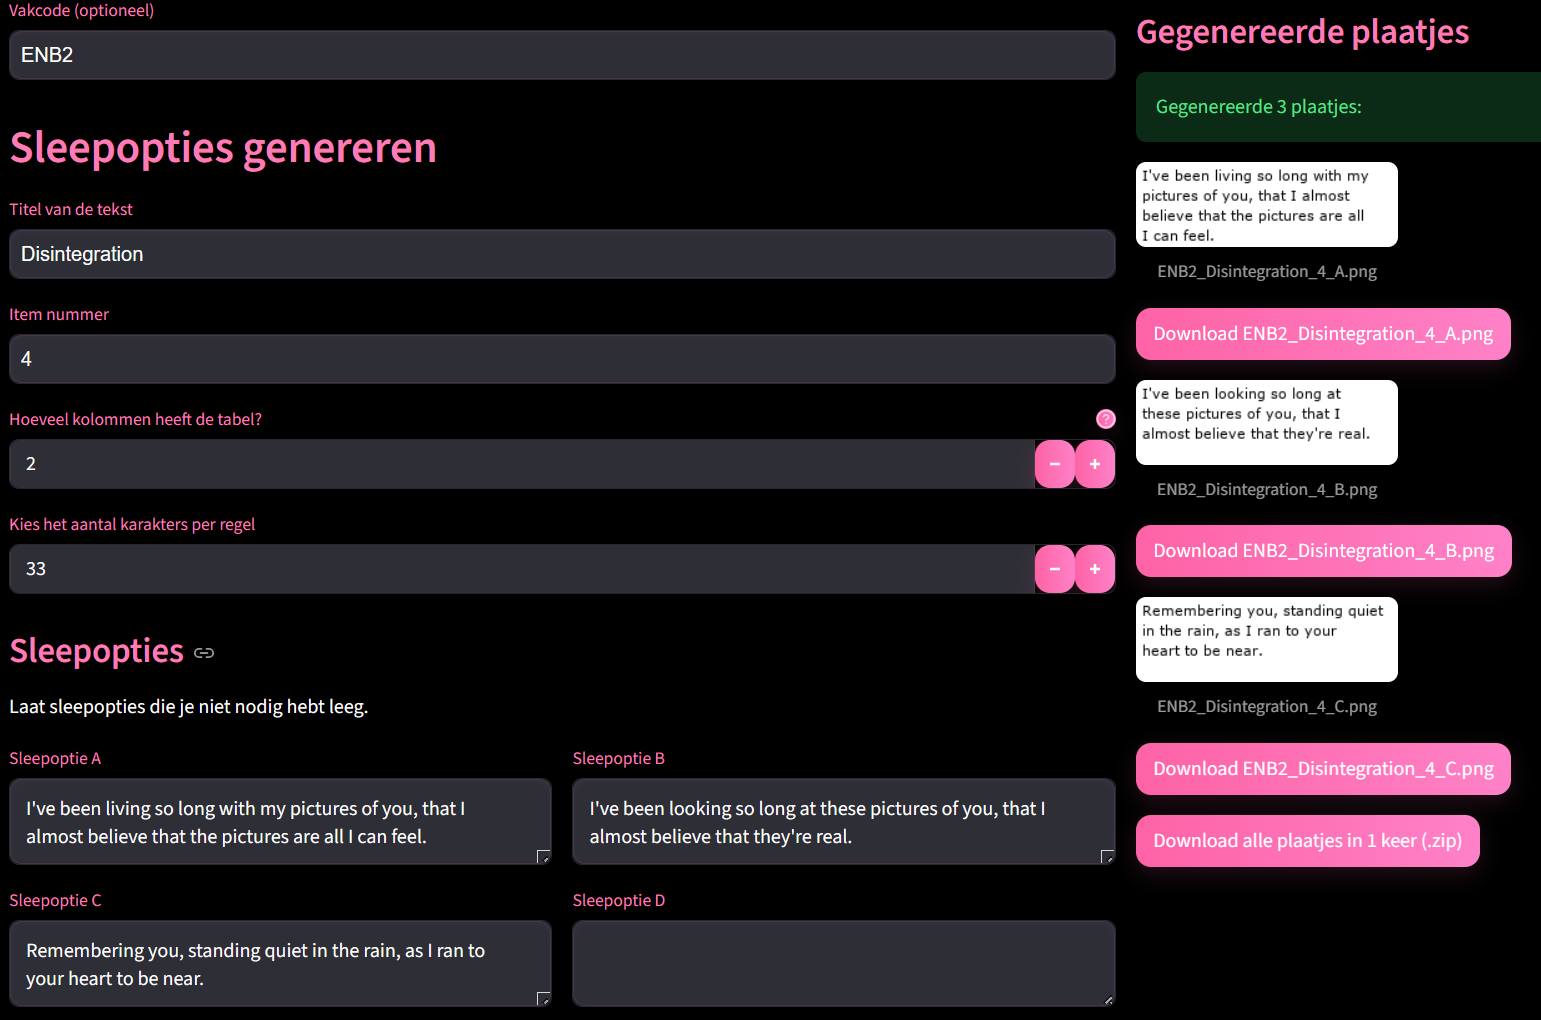 Vakcode (optioneel)
ENB2
Sleepopties genereren
Titel van de tekst
Disintegration
Item nummer
4
Hoeveel kolommen heeft de tabel?
?
2
− +
Kies het aantal karakters per regel
33
− +
Sleepopties
Laat sleepopties die je niet nodig hebt leeg.
Sleepoptie A
I've been living so long with my pictures of you, that I
almost believe that the pictures are all I can feel.
Sleepoptie B
I've been looking so long at these pictures of you, that I
almost believe that they're real.
Sleepoptie C
Remembering you, standing quiet in the rain, as I ran to
your heart to be near.
Sleepoptie D
Gegenereerde plaatjes
Gegenereerde 3 plaatjes:
I've been living so long with my
pictures of you, that I almost
believe that the pictures are all
I can feel.
ENB2_Disintegration_4_A.png
Download ENB2_Disintegration_4_A.png
I've been looking so long at
these pictures of you, that I
almost believe that they're real.
ENB2_Disintegration_4_B.png
Download ENB2_Disintegration_4_B.png
Remembering you, standing quiet
in the rain, as I ran to your
heart to be near.
ENB2_Disintegration_4_C.png
Download ENB2_Disintegration_4_C.png
Download alle plaatjes in 1 keer (.zip)